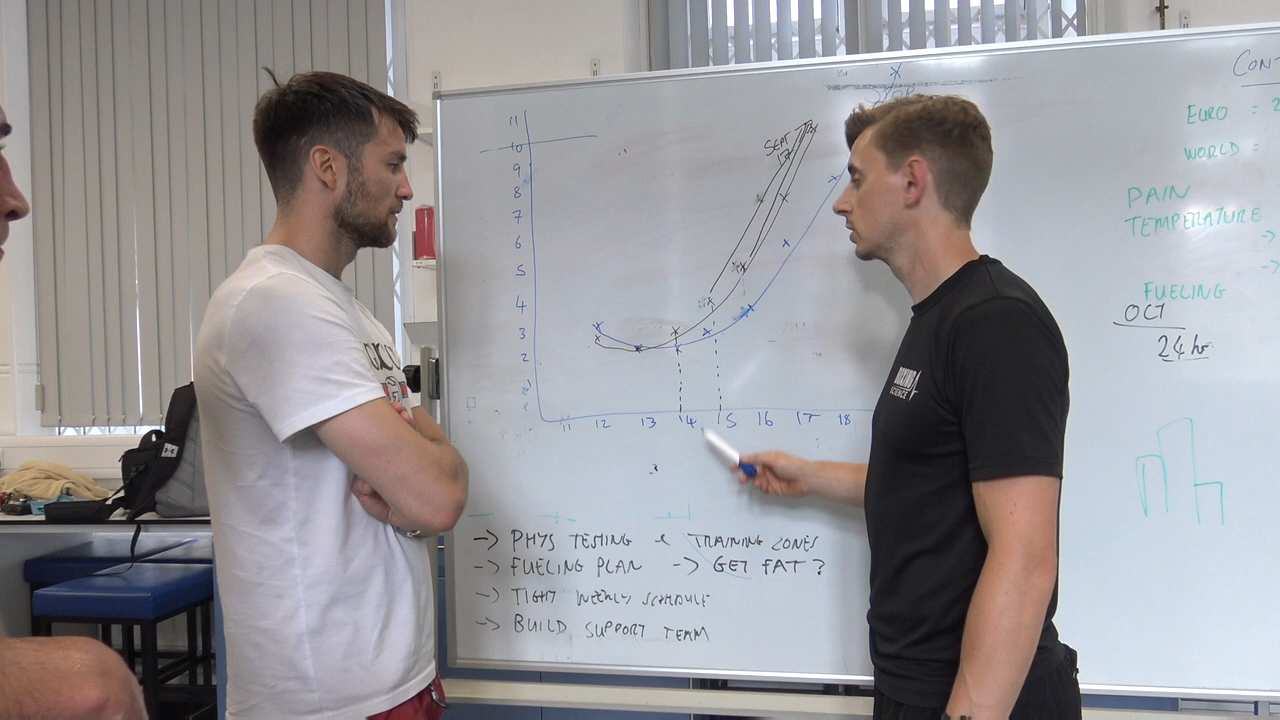 11
10
9
8
7
6
5
4
3
2
SEPT
11 12 13 14 15 16 17 18
-> PHYS TESTING & TRAINING ZONES
-> FUELING PLAN -> GET FAT?
-> TIGHT WEEKLY SCHEDULE
-> BUILD SUPPORT TEAM
CON
EURO = 2
WORLD =
PAIN
TEMPERATURE
->
->
FUELING
OCT
24 hr
SCIENCE